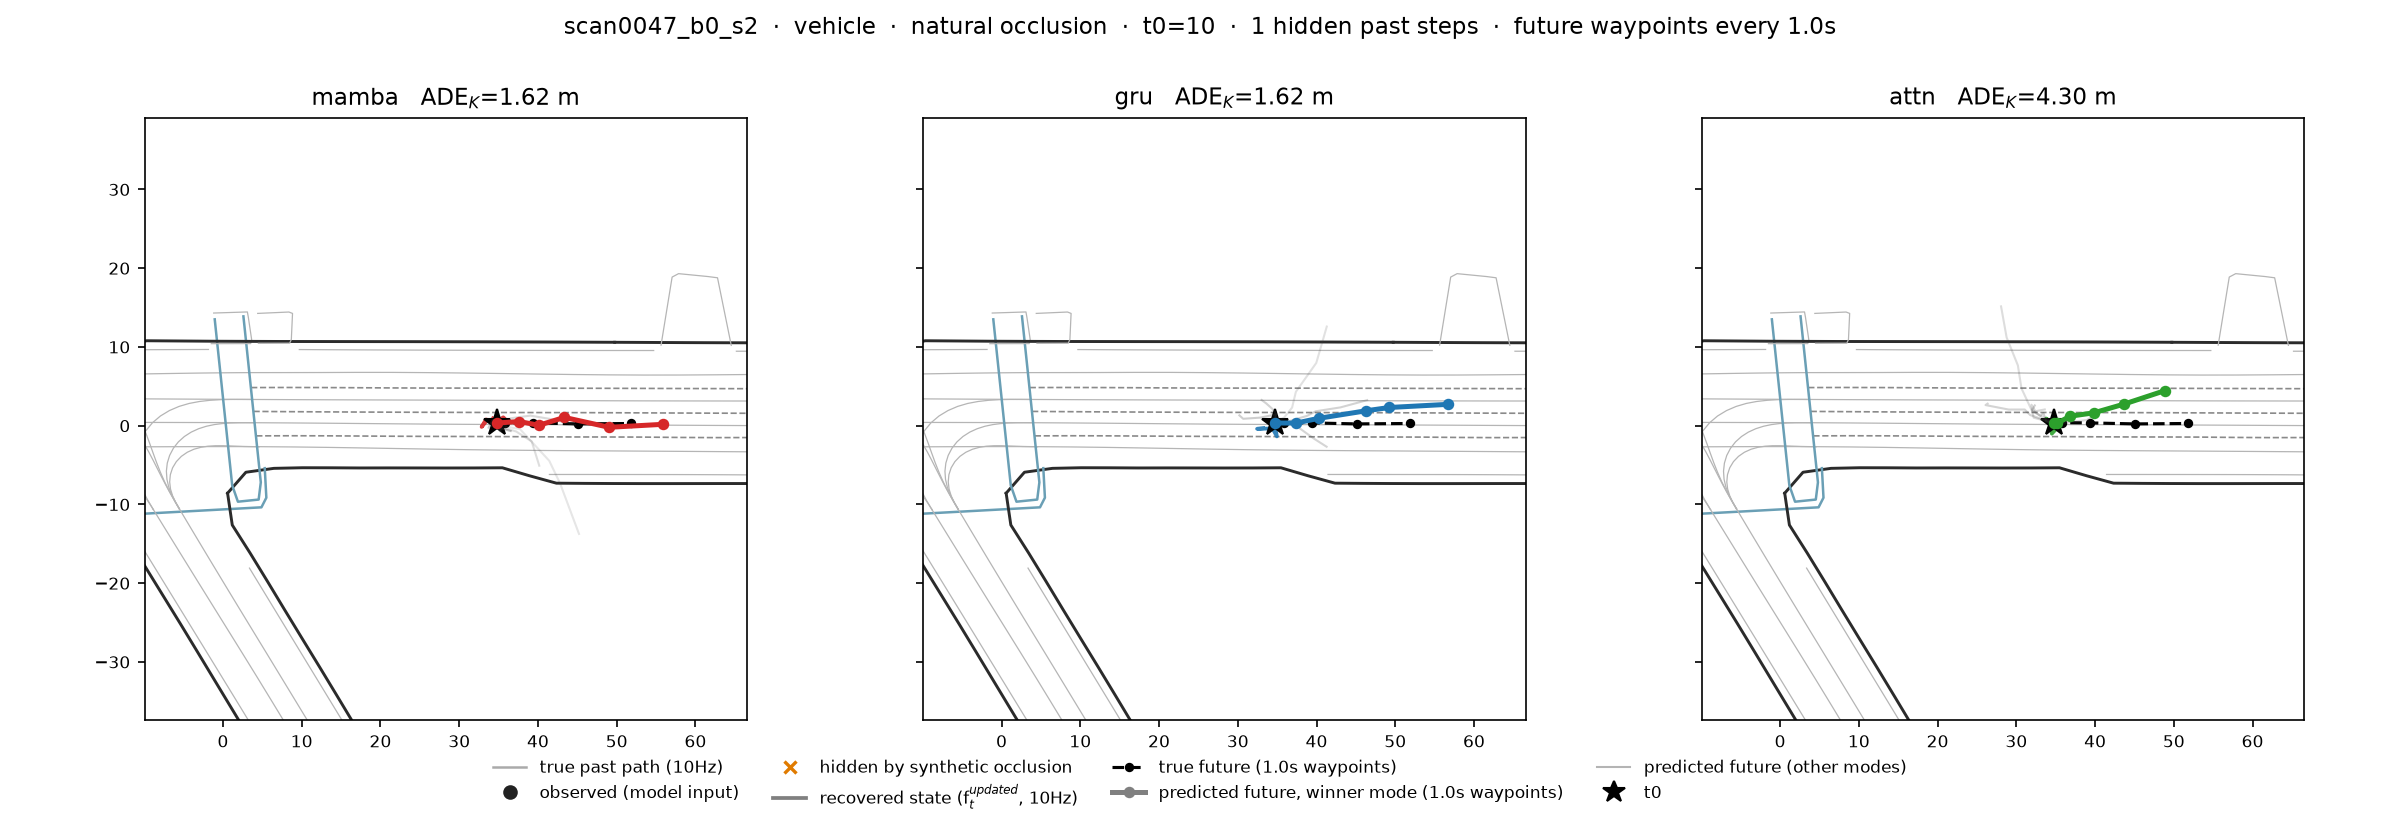 scan0047_b0_s2 · vehicle · natural occlusion · t0=10 · 1 hidden past steps · future waypoints every 1.0s
mamba ADE_K=1.62 m
gru ADE_K=1.62 m
attn ADE_K=4.30 m
30
20
10
0
−10
−20
−30
0 10 20 30 40 50 60
0 10 20 30 40 50 60
0 10 20 30 40 50 60
true past path (10Hz)
observed (model input)
hidden by synthetic occlusion
recovered state (f_t^updated, 10Hz)
true future (1.0s waypoints)
predicted future, winner mode (1.0s waypoints)
predicted future (other modes)
t0